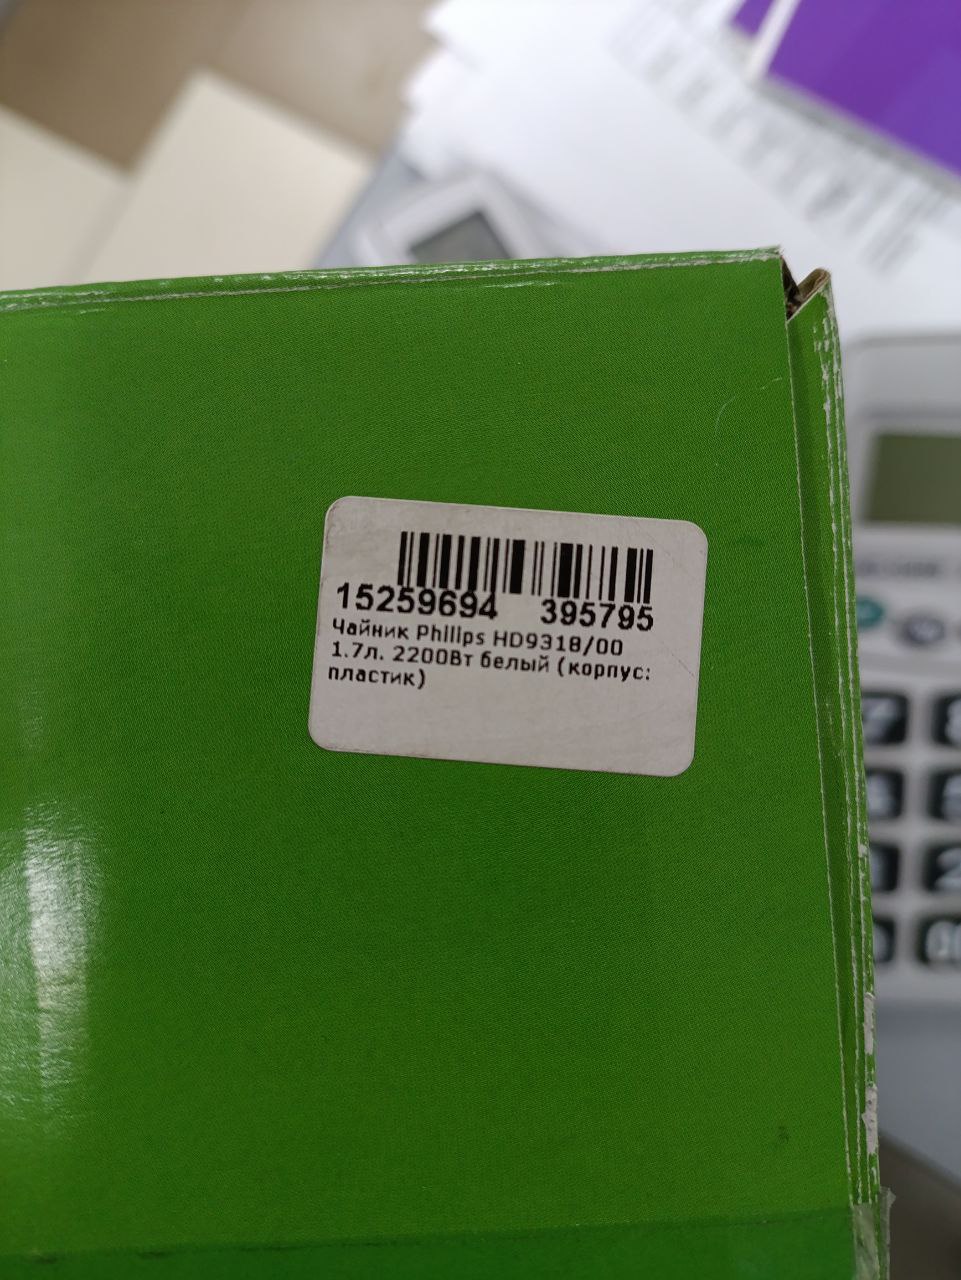 15259694 395795
Чайник Philips HD9318/00
1.7л. 2200Вт белый (корпус:
пластик)